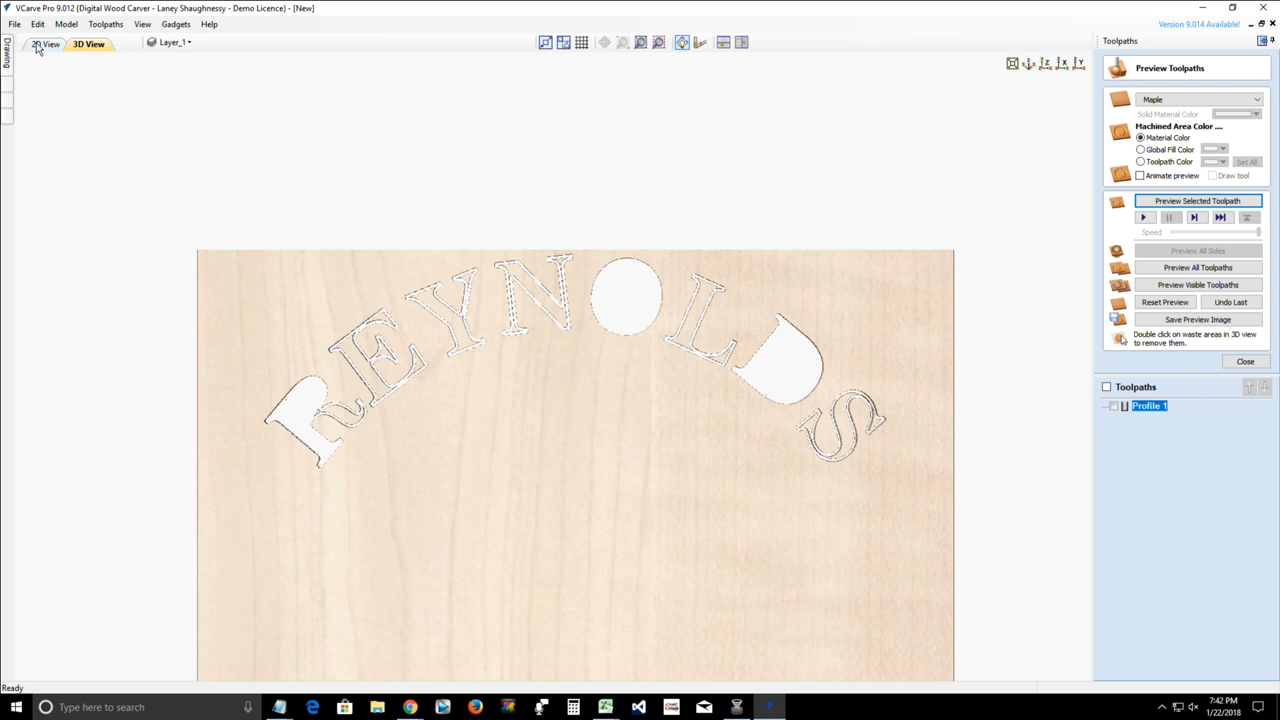 VCarve Pro 9.012 {Digital Wood Carver - Laney Shaughnessy - Demo Licence} - [New]
File Edit Model Toolpaths View Gadgets Help
Version 9.014 Available!
2D View 3D View Layer_1
Drawing
Toolpaths
Preview Toolpaths
Maple
Solid Material Color
Machined Area Color ....
Material Color
Global Fill Color
Toolpath Color Set All
Animate preview Draw tool
Preview Selected Toolpath
Speed
Preview All Sides
Preview All Toolpaths
Preview Visible Toolpaths
Reset Preview Undo Last
Save Preview Image
Double click on waste areas in 3D view
to remove them.
Close
Toolpaths
Profile 1
REYNOLDS
Z X Y
Ready
Type here to search
7:42 PM
1/22/2018